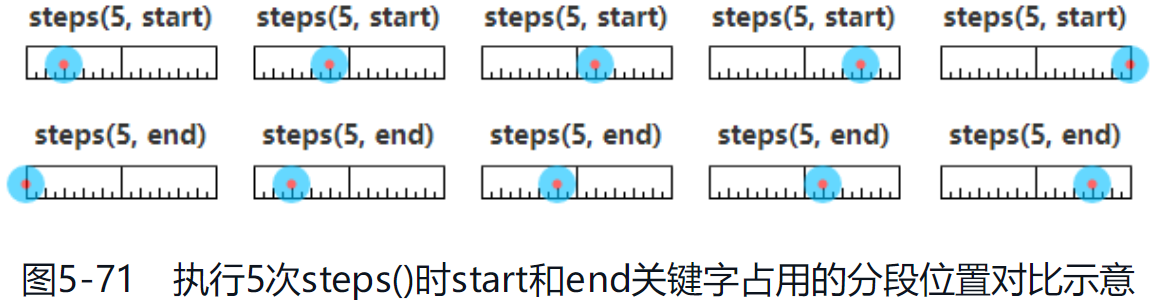 steps(5, start) steps(5, start) steps(5, start) steps(5, start) steps(5, start)
steps(5, end) steps(5, end) steps(5, end) steps(5, end) steps(5, end)
图5-71 执行5次steps()时start和end关键字占用的分段位置对比示意